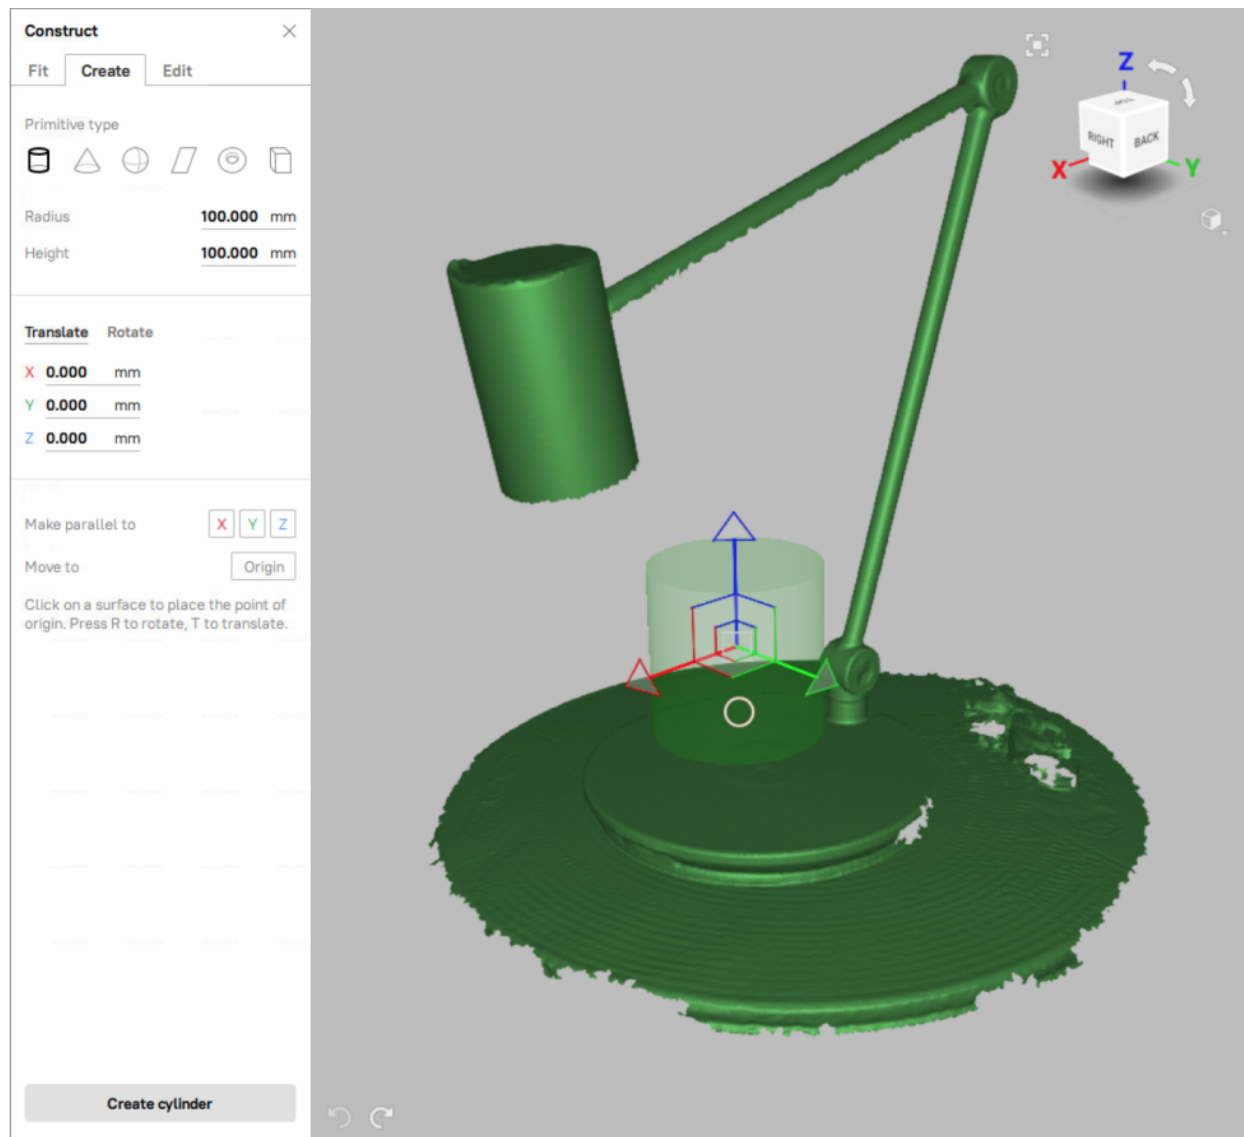 Construct
Fit Create Edit
Primitive type
Radius 100.000 mm
Height 100.000 mm
Translate Rotate
X 0.000 mm
Y 0.000 mm
Z 0.000 mm
Make parallel to X Y Z
Move to Origin
Click on a surface to place the point of
origin. Press R to rotate, T to translate.
Create cylinder
Z
TOP
RIGHT BACK
X Y